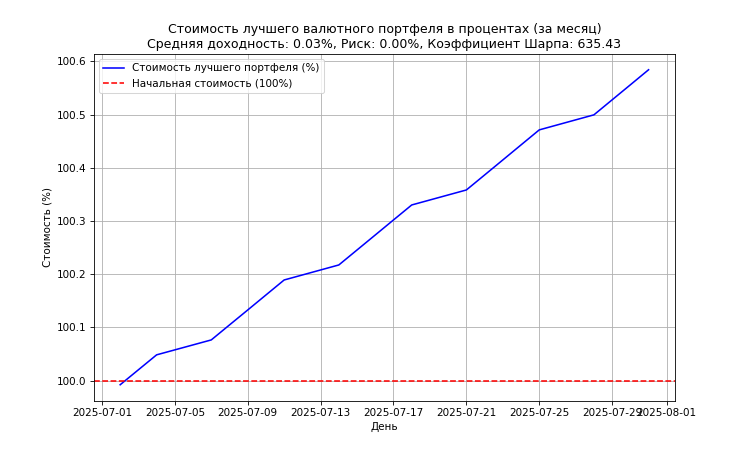 Стоимость лучшего валютного портфеля в процентах (за месяц)
Средняя доходность: 0.03%, Риск: 0.00%, Коэффициент Шарпа: 635.43
Стоимость лучшего портфеля (%)
Начальная стоимость (100%)
Стоимость (%)
100.6
100.5
100.4
100.3
100.2
100.1
100.0
2025-07-01 2025-07-05 2025-07-09 2025-07-13 2025-07-17 2025-07-21 2025-07-25 2025-07-29 2025-08-01
День